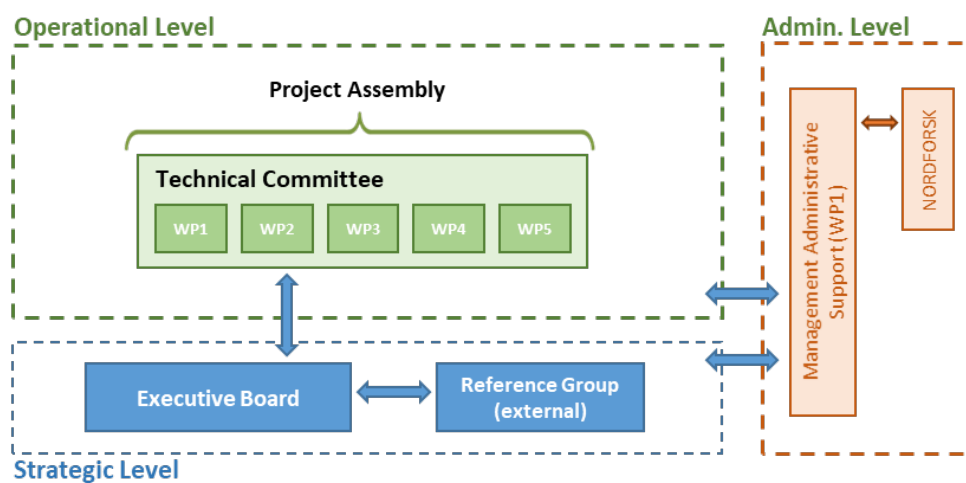 Operational Level
Admin. Level
Project Assembly
Technical Committee
WP1
WP2
WP3
WP4
WP5
Management Administrative
Support (WP1)
NORDFORSK
Executive Board
Reference Group
(external)
Strategic Level